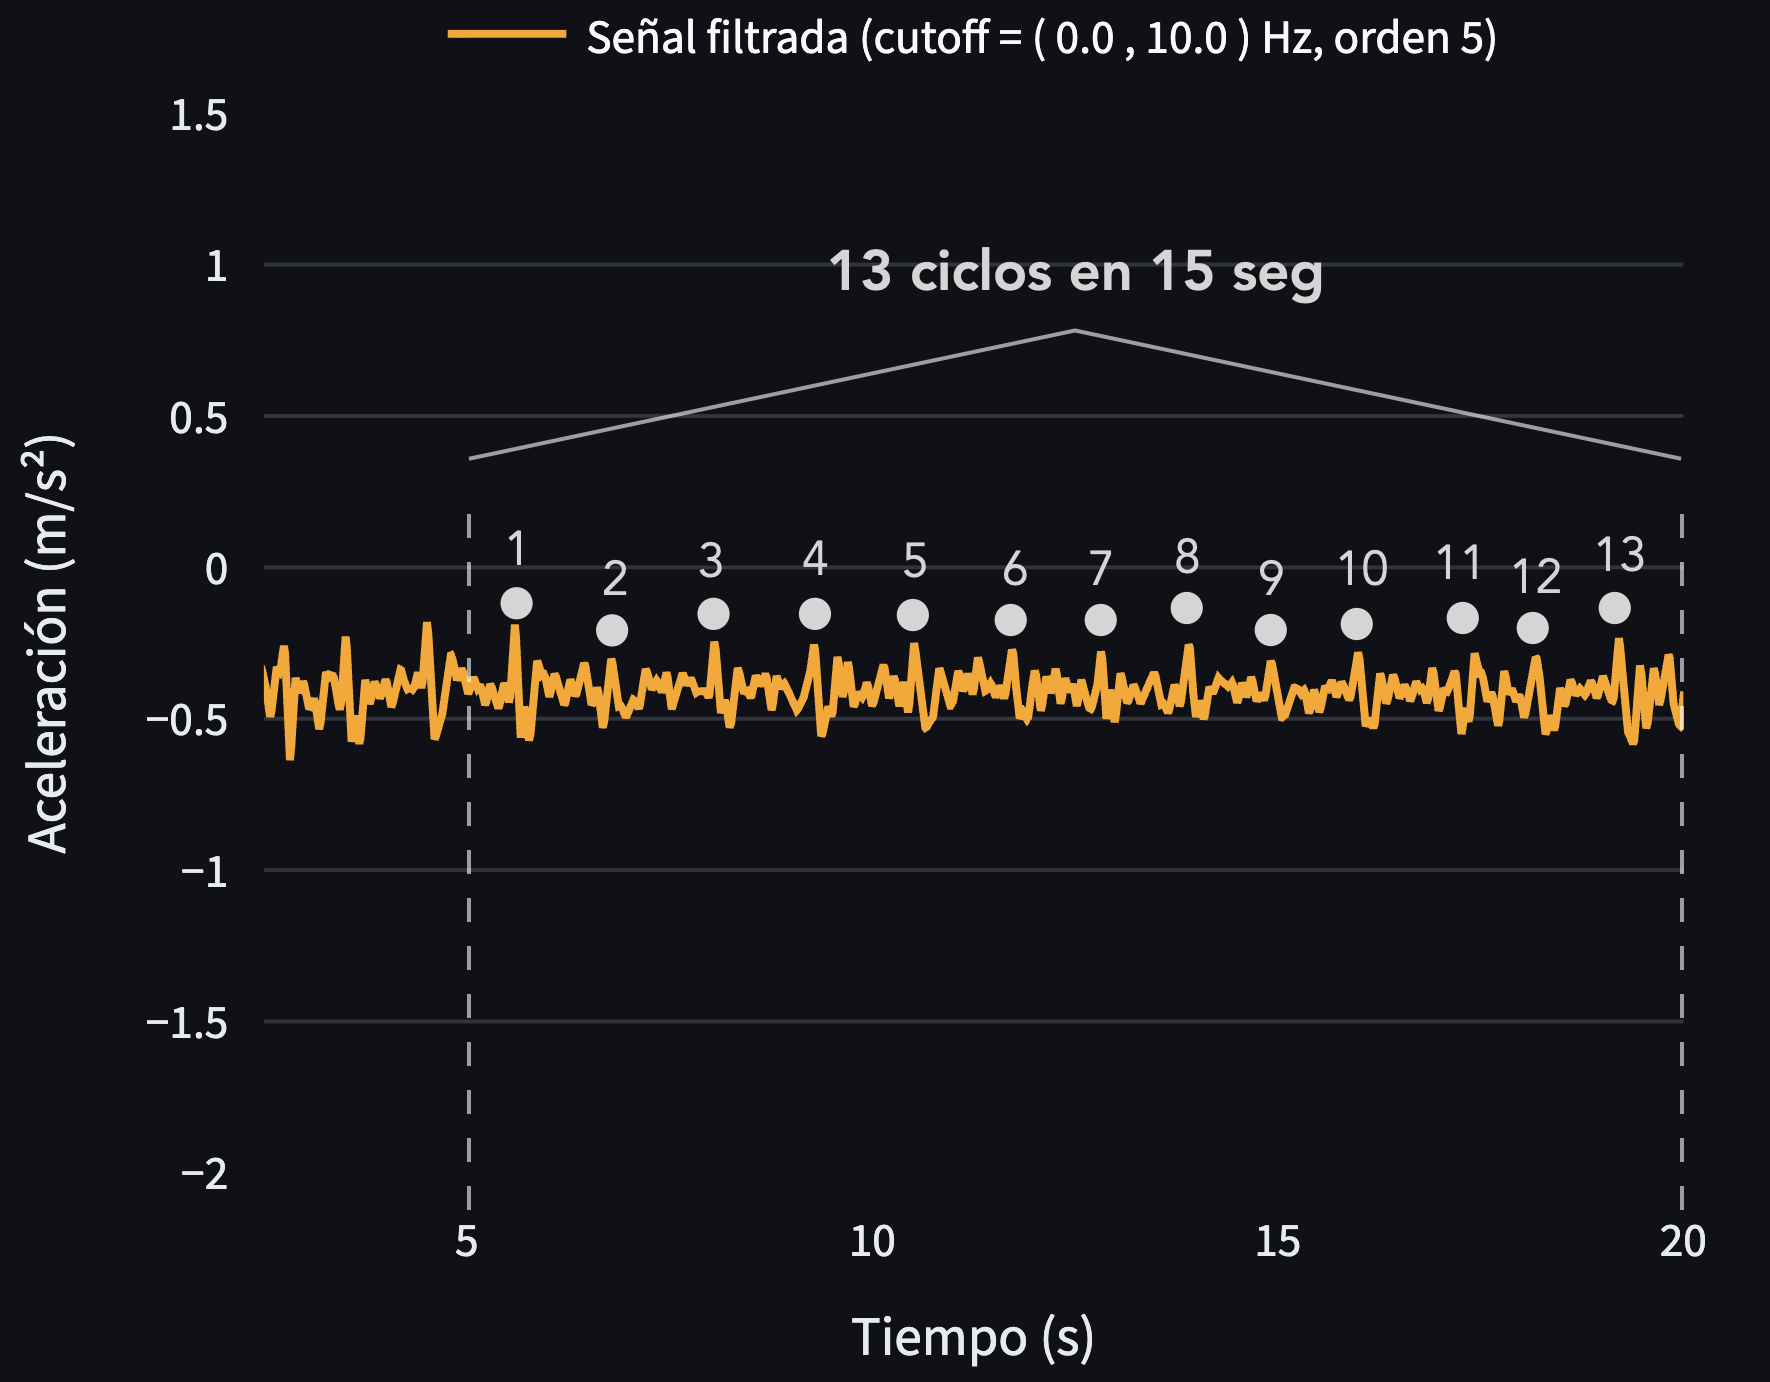 Señal filtrada (cutoff = ( 0.0 , 10.0 ) Hz, orden 5)
1.5
1
13 ciclos en 15 seg
0.5
Aceleración (m/s²)
1 2 3 4 5 6 7 8 9 10 11 12 13
0
−0.5
−1
−1.5
−2
5 10 15 20
Tiempo (s)